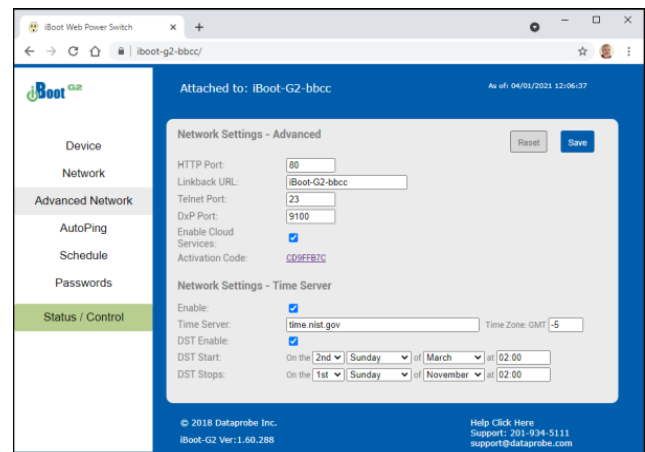 iBoot Web Power Switch
iboot-g2-bbcc/
iBoot G2
Attached to: iBoot-G2-bbcc
As of: 04/01/2021 12:06:37
Device
Network
Advanced Network
AutoPing
Schedule
Passwords
Status / Control
Network Settings - Advanced
Reset Save
HTTP Port: 80
Linkback URL: iBoot-G2-bbcc
Telnet Port: 23
DxP Port: 9100
Enable Cloud
Services:
Activation Code: CD9FFB7C
Network Settings - Time Server
Enable:
Time Server: time.nist.gov Time Zone: GMT -5
DST Enable:
DST Start: On the 2nd Sunday of March at 02:00
DST Stops: On the 1st Sunday of November at 02:00
© 2018 Dataprobe Inc.
iBoot-G2 Ver:1.60.288
Help Click Here
Support: 201-934-5111
support@dataprobe.com